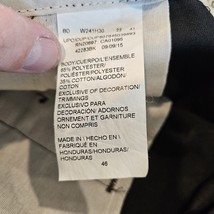 BODY/CUERPO/L'ENSEMBLE
65% POLYESTER/
POLIÉSTER/POLYESTER
35% COTTON/ALGODÓN/
COTON
EXCLUSIVE OF DECORATION/
TRIMMINGS
EXCLUSIVO PARA
DECORACIÓN/ADORNOS
ORNEMENT ET GARNITURE
NON COMPRIS
MADE IN \ HECHO EN \
FABRIQUÉ EN
HONDURAS/HONDURAS/
HONDURAS
46